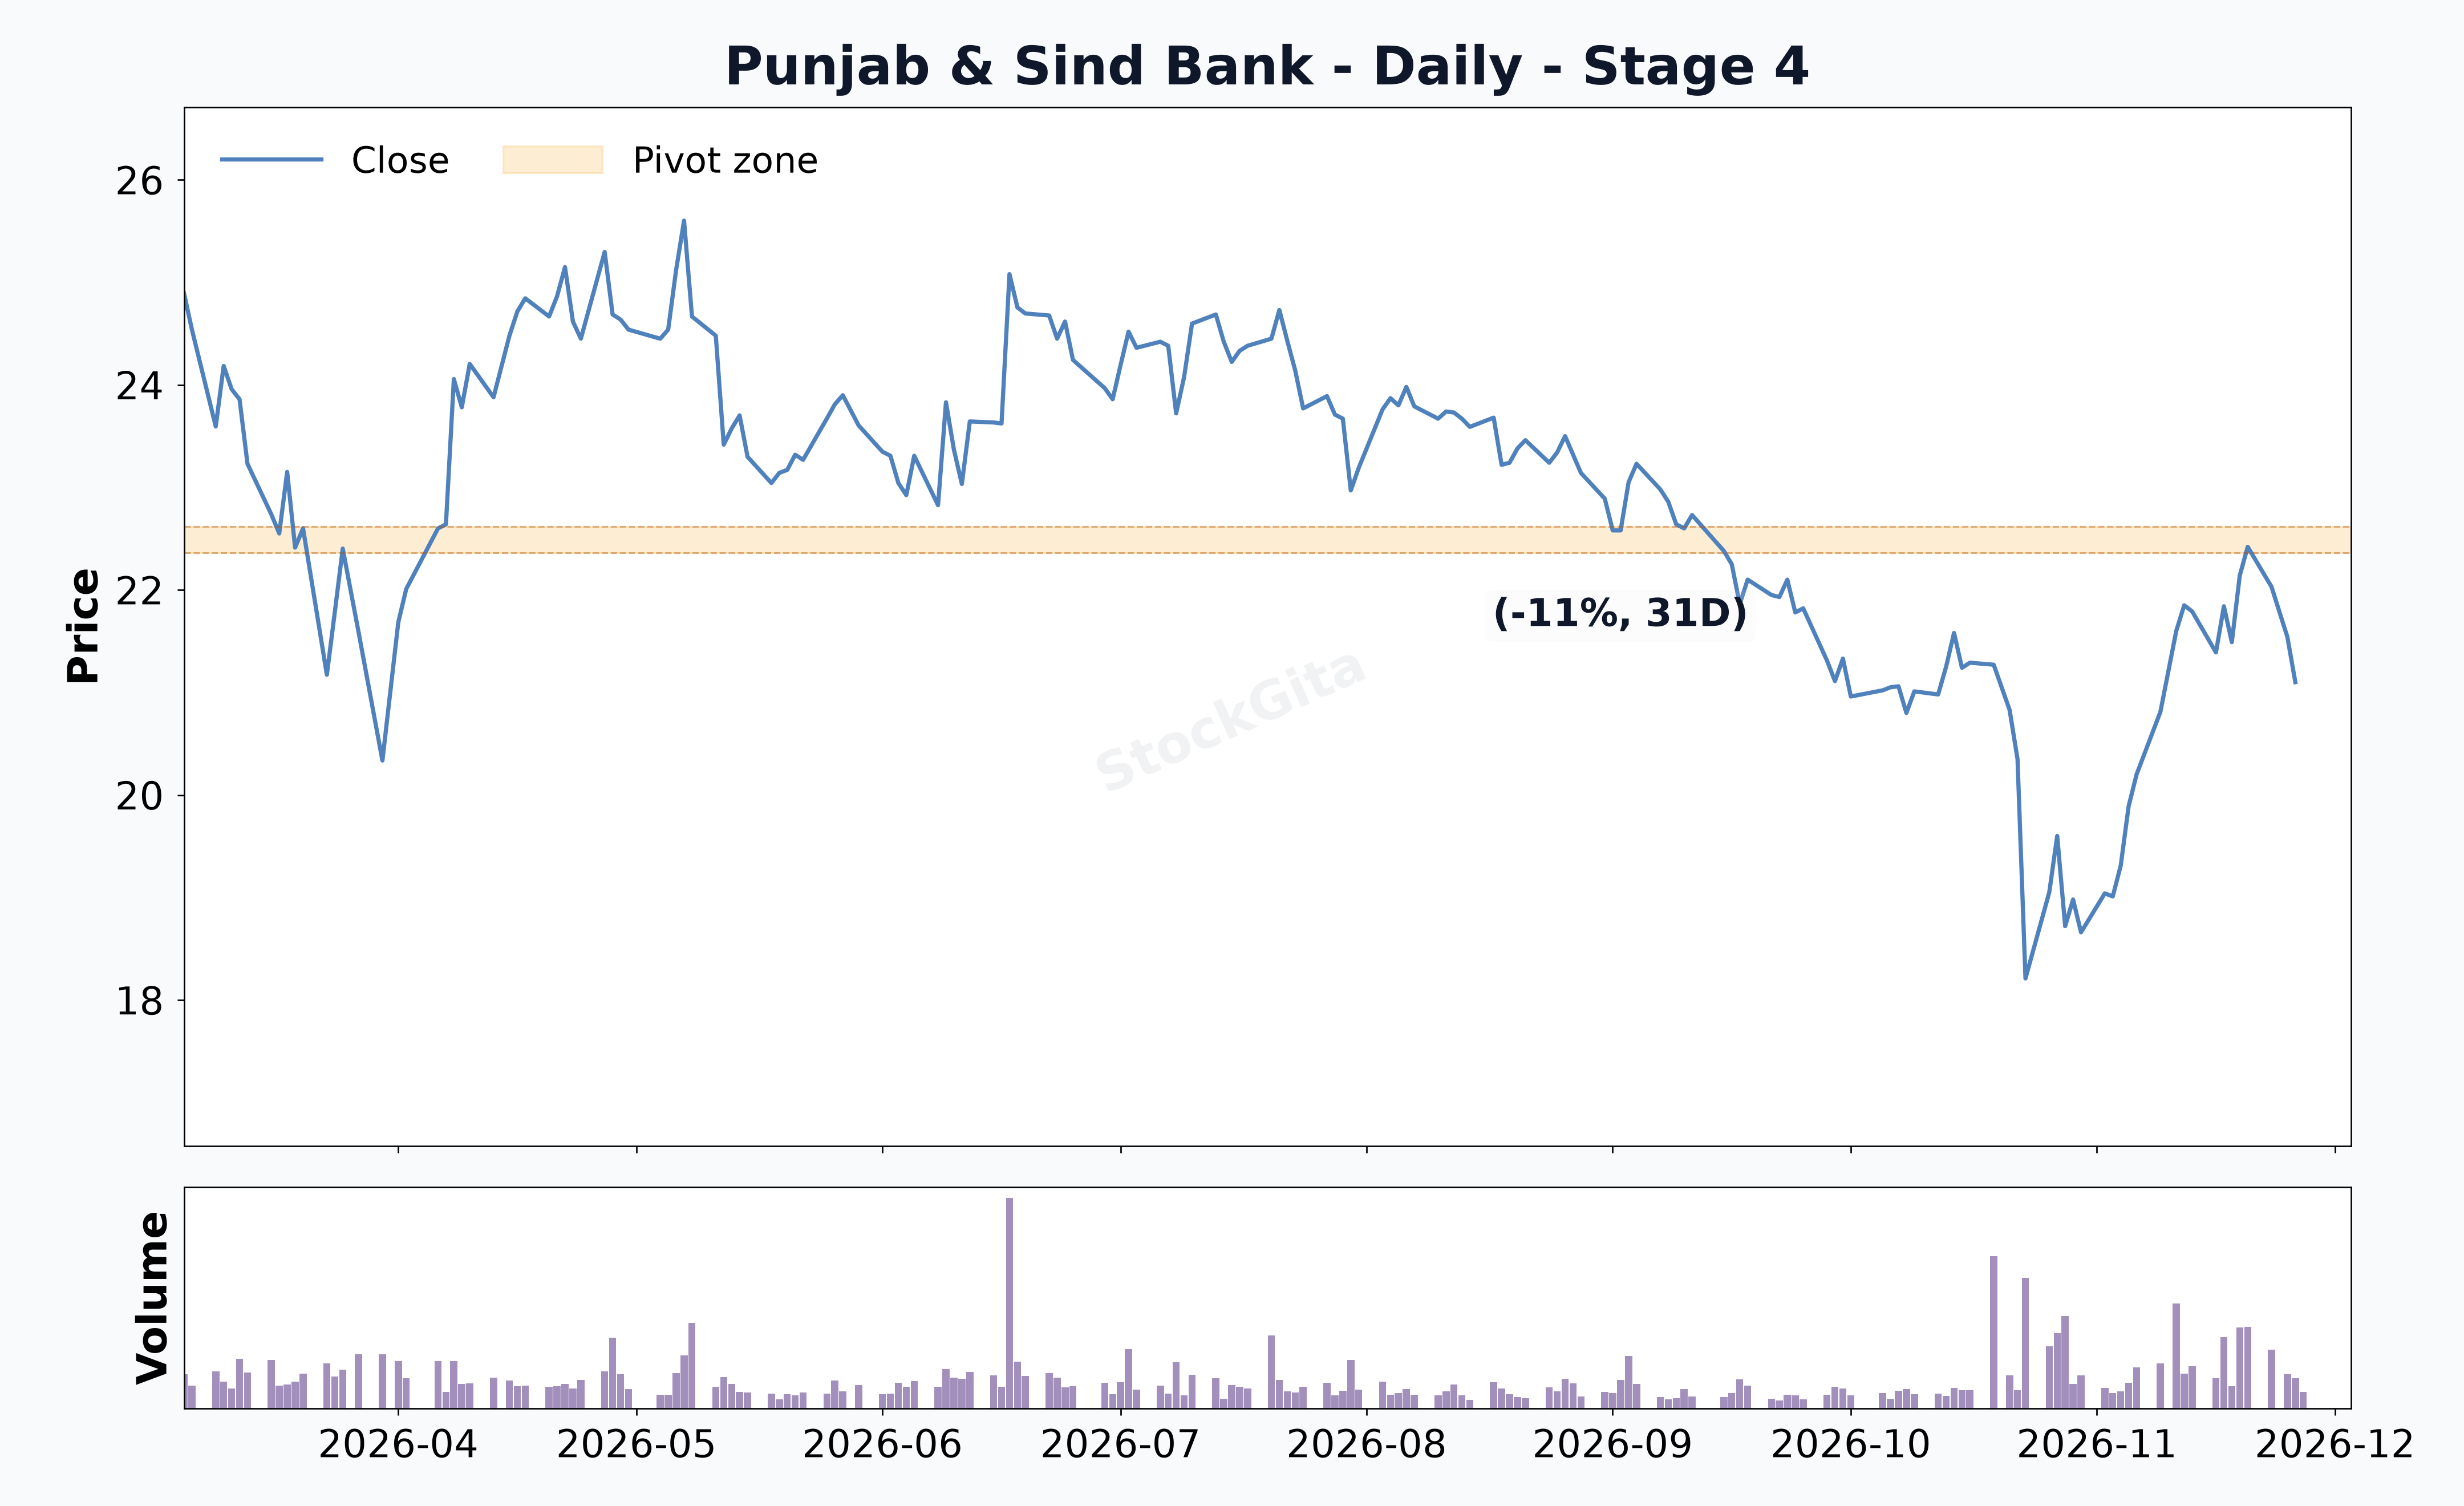 Punjab & Sind Bank - Daily - Stage 4
Close
Pivot zone
Price
26
24
22
20
18
(-11%, 31D)
StockGita
Volume
2026-04
2026-05
2026-06
2026-07
2026-08
2026-09
2026-10
2026-11
2026-12